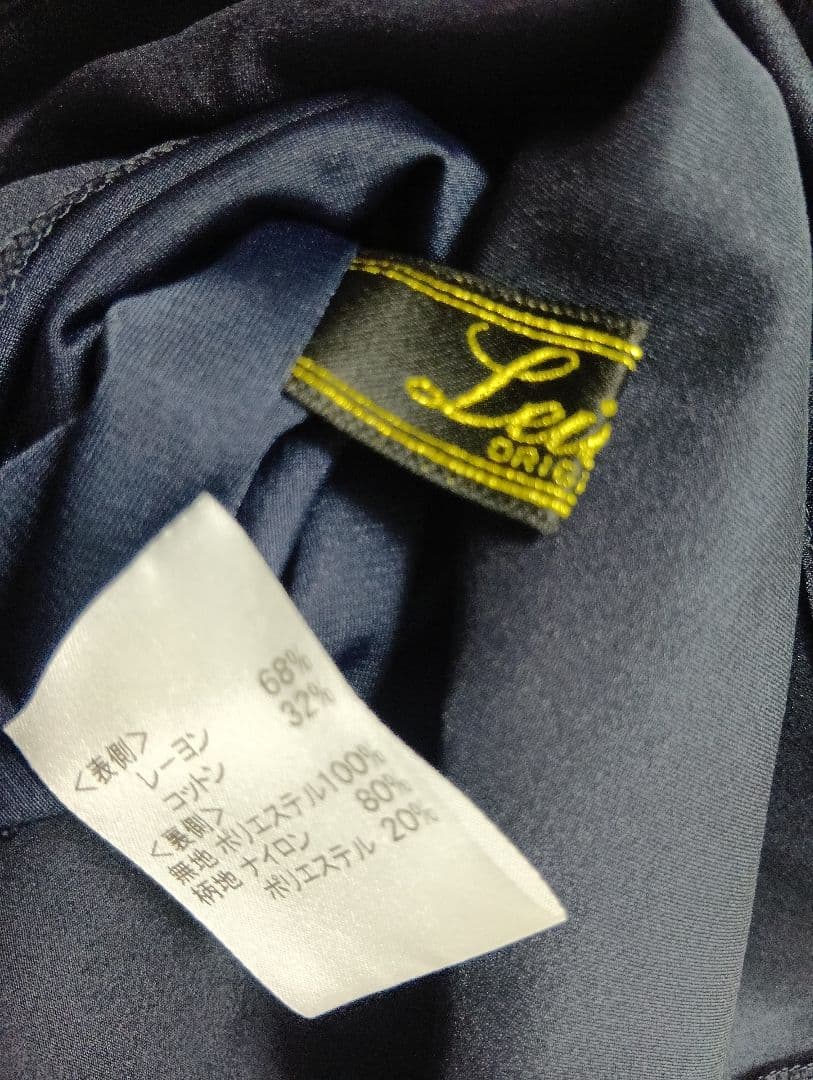 <表側>
レーヨン 68%
コットン 32%
<裏側>
無地 ポリエステル100%
柄地 ナイロン 80%
ポリエステル 20%